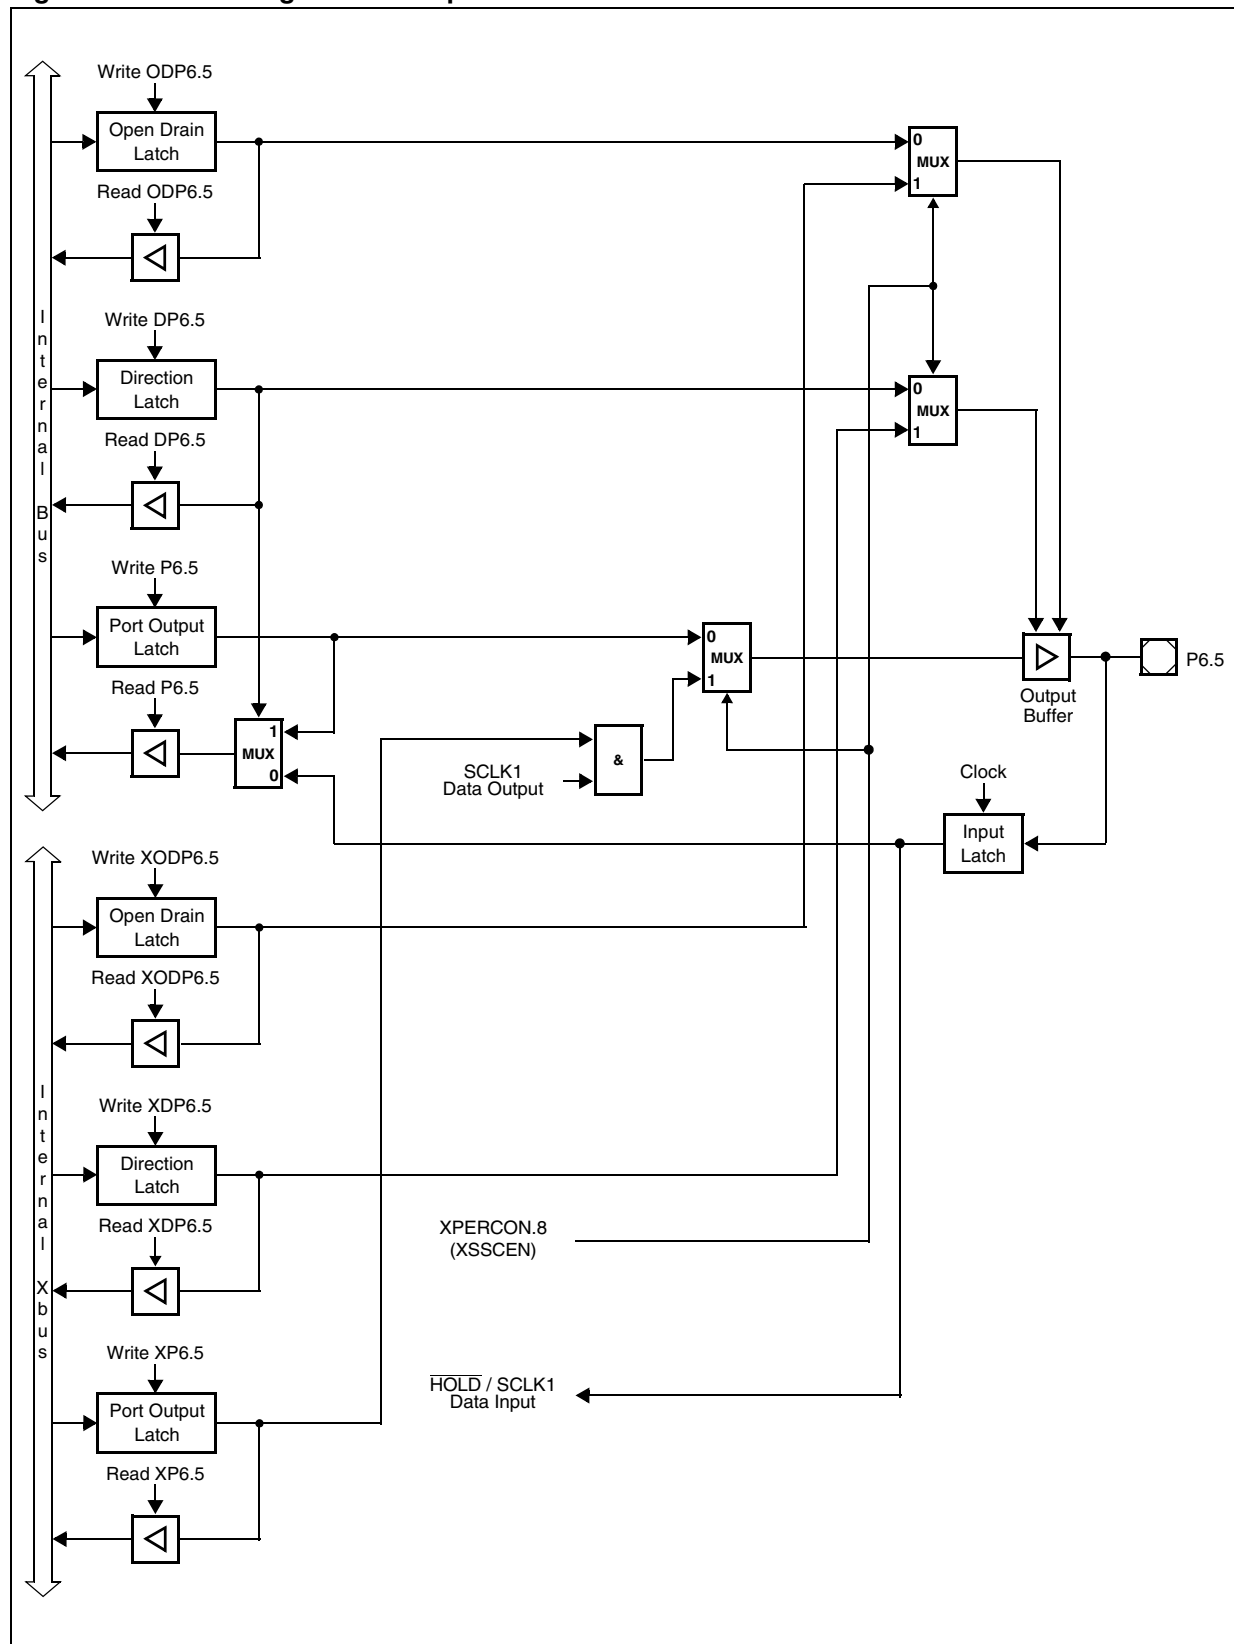 Write ODP6.5
Open Drain
Latch
Read ODP6.5
0
MUX
1
Internal Bus
Write DP6.5
Direction
Latch
Read DP6.5
0
MUX
1
Write P6.5
Port Output
Latch
Read P6.5
1
MUX
0
0
MUX
1
&
SCLK1
Data Output
Output
Buffer
P6.5
Clock
Input
Latch
Write XODP6.5
Open Drain
Latch
Read XODP6.5
Internal Xbus
Write XDP6.5
Direction
Latch
Read XDP6.5
XPERCON.8
(XSSCEN)
Write XP6.5
Port Output
Latch
Read XP6.5
HOLD / SCLK1
Data Input